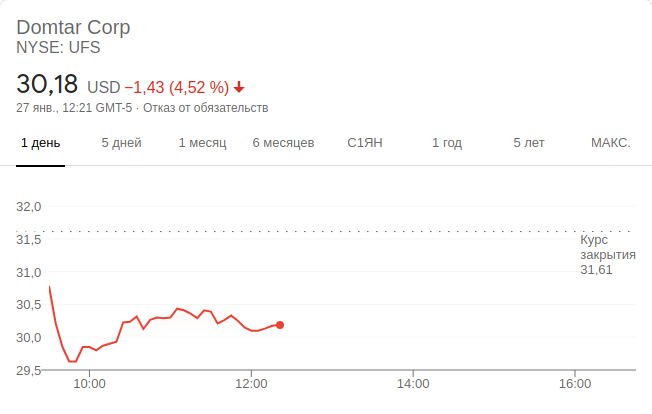 Domtar Corp
NYSE: UFS
30,18 USD −1,43 (4,52 %)
27 янв., 12:21 GMT-5 · Отказ от обязательств
1 день 5 дней 1 месяц 6 месяцев С1ЯН 1 год 5 лет МАКС.
32,0
31,5
Курс
закрытия
31,61
31,0
30,5
30,0
29,5
10:00 12:00 14:00 16:00